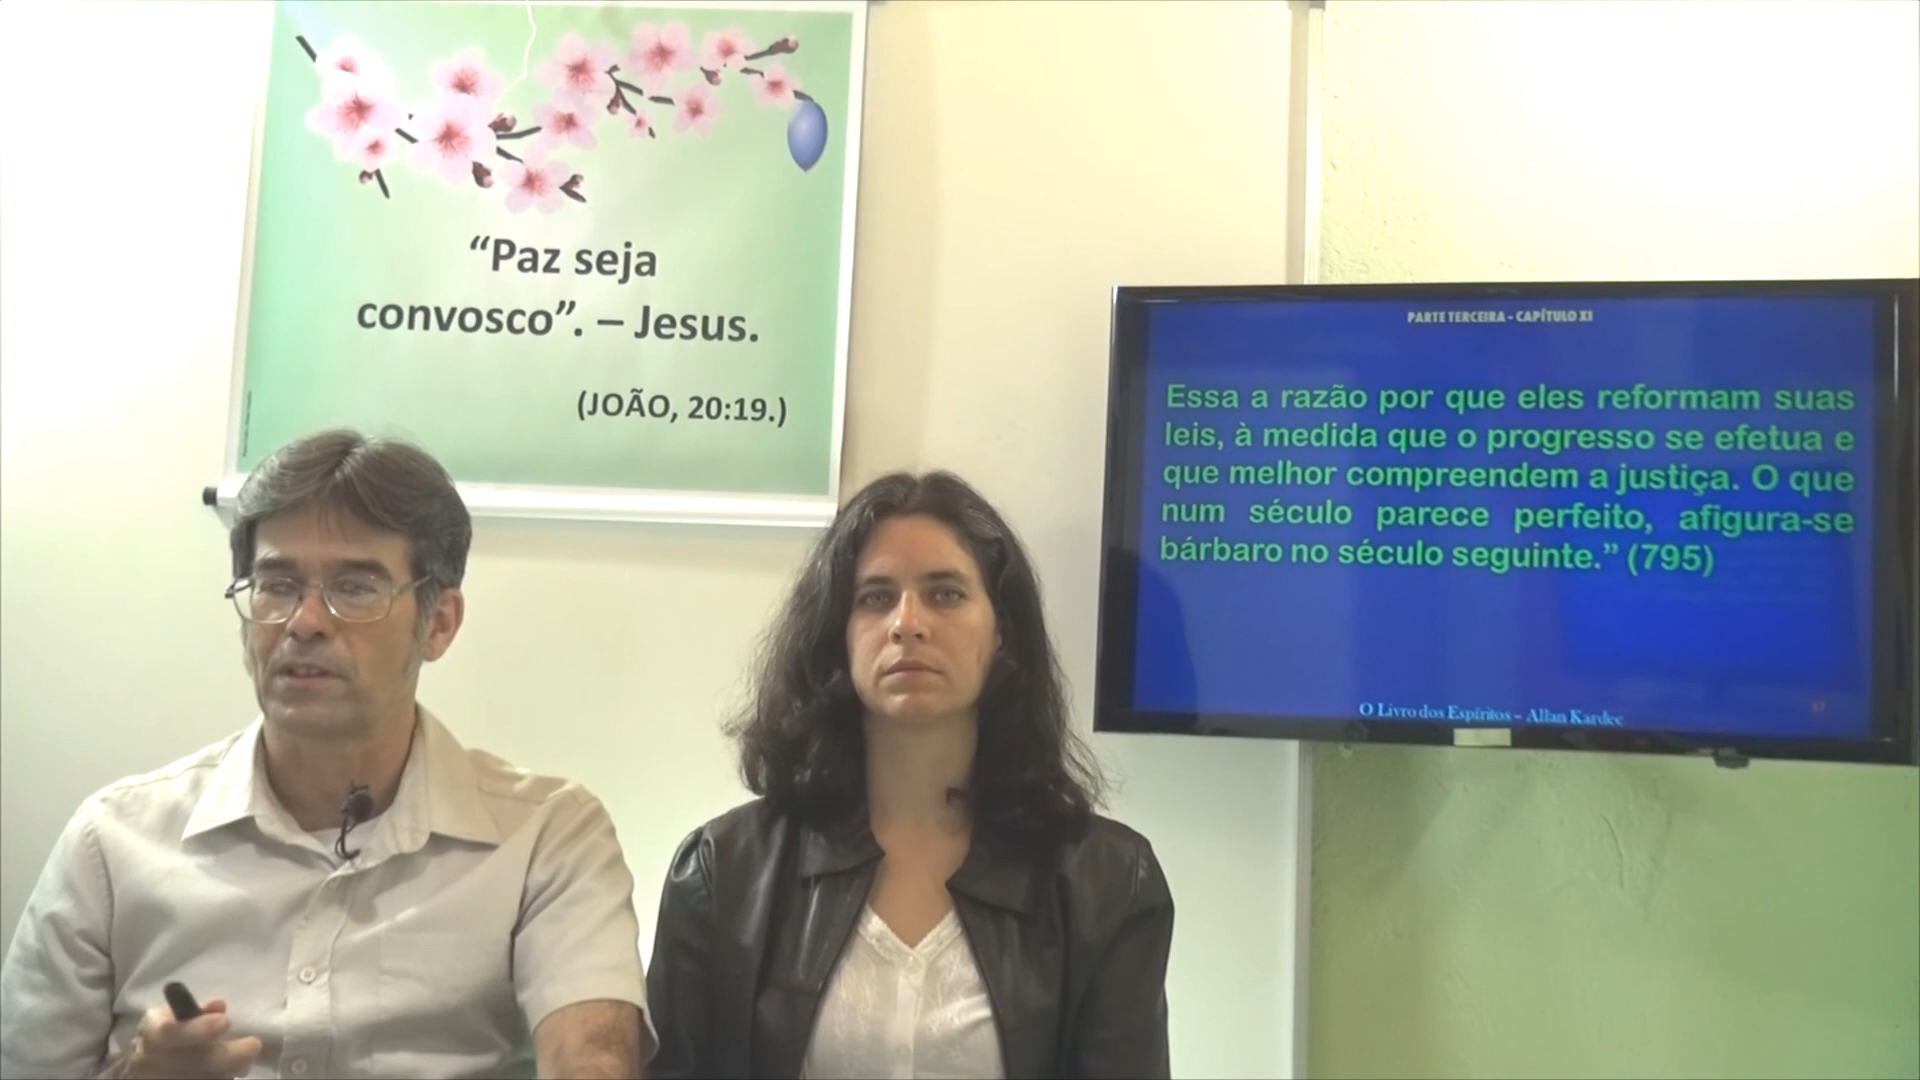 “Paz seja
convosco”. – Jesus.
(JOÃO, 20:19.)
PARTE TERCEIRA - CAPÍTULO XI
Essa a razão por que eles reformam suas
leis, à medida que o progresso se efetua e
que melhor compreendem a justiça. O que
num século parece perfeito, afigura-se
bárbaro no século seguinte.” (795)
O Livro dos Espíritos – Allan Kardec